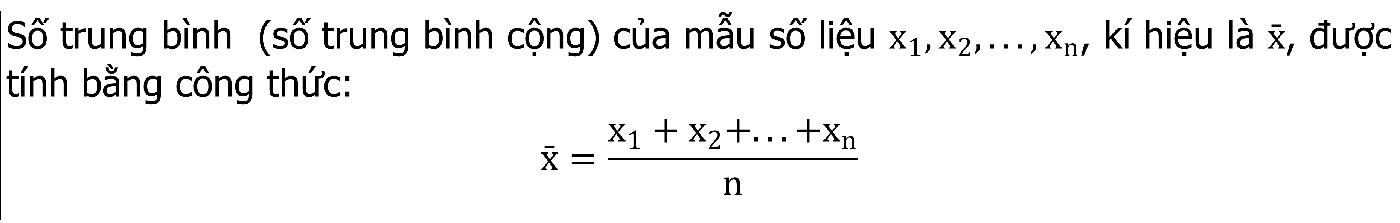 Số trung bình (số trung bình cộng) của mẫu số liệu x₁, x₂, . . . , xₙ, kí hiệu là x̄, được
tính bằng công thức:
x̄ = (x₁ + x₂+. . . +xₙ) / n